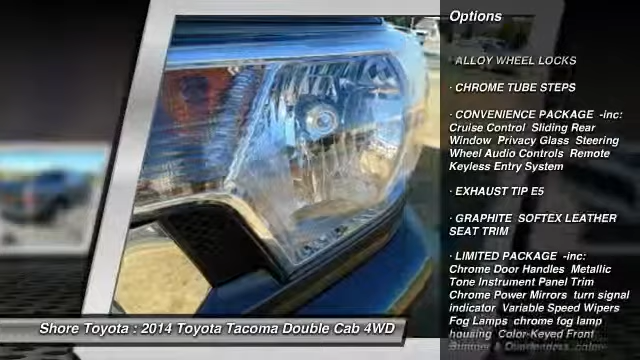 Options
· ALLOY WHEEL LOCKS
· CHROME TUBE STEPS
· CONVENIENCE PACKAGE -inc:
Cruise Control Sliding Rear
Window Privacy Glass Steering
Wheel Audio Controls Remote
Keyless Entry System
· EXHAUST TIP E5
· GRAPHITE SOFTEX LEATHER
SEAT TRIM
· LIMITED PACKAGE -inc:
Chrome Door Handles Metallic
Tone Instrument Panel Trim
Chrome Power Mirrors turn signal
indicator Variable Speed Wipers
Fog Lamps chrome fog lamp
housing Color-Keyed Front
Bumper & Overfenders color
Shore Toyota : 2014 Toyota Tacoma Double Cab 4WD